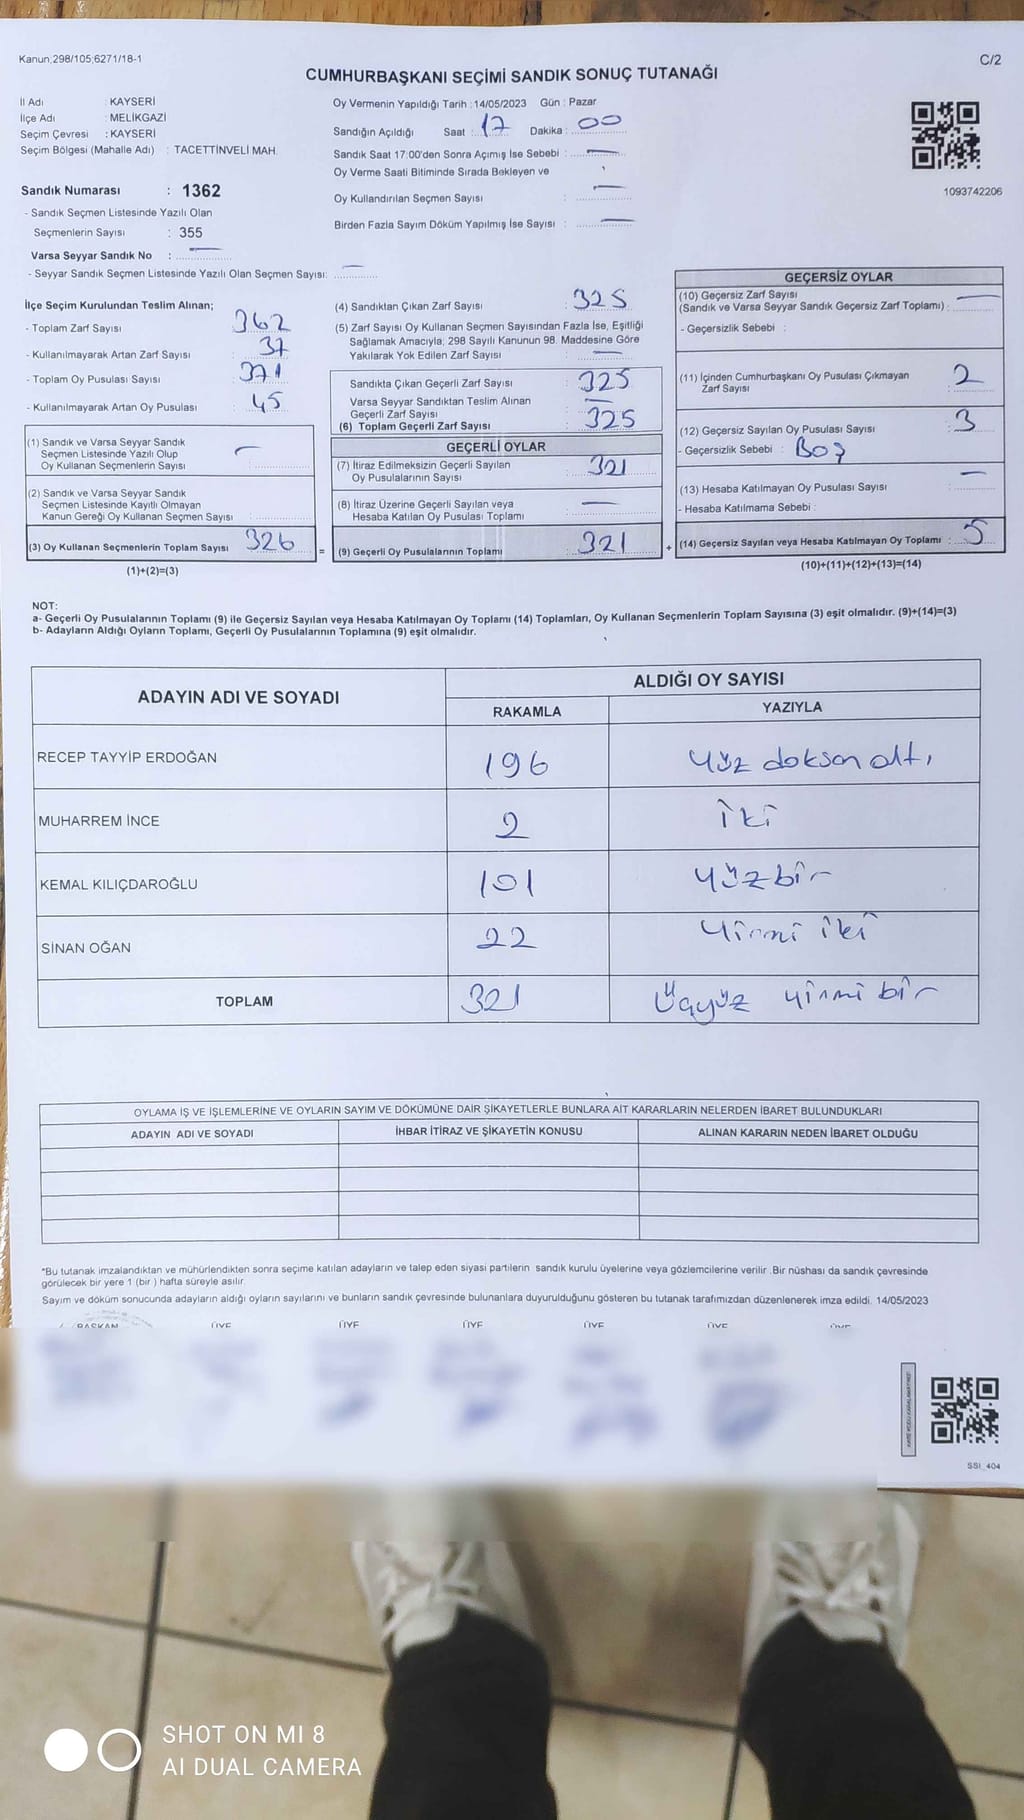 Kanun,298/105;6271/18-1
C/2
CUMHURBAŞKANI SEÇİMİ SANDIK SONUÇ TUTANAĞI
İl Adı : KAYSERİ
İlçe Adı : MELİKGAZİ
Seçim Çevresi : KAYSERİ
Seçim Bölgesi (Mahalle Adı) : TACETTİNVELİ MAH.
Sandık Numarası : 1362
- Sandık Seçmen Listesinde Yazılı Olan
Seçmenlerin Sayısı : 355
Varsa Seyyar Sandık No : —
- Seyyar Sandık Seçmen Listesinde Yazılı Olan Seçmen Sayısı: —
Oy Vermenin Yapıldığı Tarih : 14/05/2023 Gün : Pazar
Sandığın Açıldığı Saat : 17 Dakika : 00
Sandık Saat 17:00'den Sonra Açımış İse Sebebi : —
Oy Verme Saati Bitiminde Sırada Bekleyen ve
Oy Kullandırılan Seçmen Sayısı : —
Birden Fazla Sayım Döküm Yapılmış İse Sayısı : —
1093742206
İlçe Seçim Kurulundan Teslim Alınan;
- Toplam Zarf Sayısı : 362
- Kullanılmayarak Artan Zarf Sayısı : 37
- Toplam Oy Pusulası Sayısı : 371
- Kullanılmayarak Artan Oy Pusulası : 45
(1) Sandık ve Varsa Seyyar Sandık
Seçmen Listesinde Yazılı Olup
Oy Kullanan Seçmenlerin Sayısı : —
(2) Sandık ve Varsa Seyyar Sandık
Seçmen Listesinde Kayıtlı Olmayan
Kanun Gereği Oy Kullanan Seçmen Sayısı :
(3) Oy Kullanan Seçmenlerin Toplam Sayısı 326
(1)+(2)=(3)
=
(4) Sandıktan Çıkan Zarf Sayısı : 325
(5) Zarf Sayısı Oy Kullanan Seçmen Sayısından Fazla İse, Eşitliği
Sağlamak Amacıyla; 298 Sayılı Kanunun 98. Maddesine Göre
Yakılarak Yok Edilen Zarf Sayısı : —
Sandıkta Çıkan Geçerli Zarf Sayısı : 325
Varsa Seyyar Sandıktan Teslim Alınan
Geçerli Zarf Sayısı : —
(6) Toplam Geçerli Zarf Sayısı : 325
GEÇERLİ OYLAR
(7) İtiraz Edilmeksizin Geçerli Sayılan
Oy Pusulalarının Sayısı : 321
(8) İtiraz Üzerine Geçerli Sayılan veya
Hesaba Katılan Oy Pusulası Toplamı : —
(9) Geçerli Oy Pusulalarının Toplamı : 321
+
GEÇERSİZ OYLAR
(10) Geçersiz Zarf Sayısı
(Sandık ve Varsa Seyyar Sandık Geçersiz Zarf Toplamı) : —
- Geçersizlik Sebebi :
(11) İçinden Cumhurbaşkanı Oy Pusulası Çıkmayan
Zarf Sayısı : 2
(12) Geçersiz Sayılan Oy Pusulası Sayısı : 3
- Geçersizlik Sebebi : Boş
(13) Hesaba Katılmayan Oy Pusulası Sayısı : —
- Hesaba Katılmama Sebebi :
(14) Geçersiz Sayılan veya Hesaba Katılmayan Oy Toplamı : 5
(10)+(11)+(12)+(13)=(14)
NOT:
a- Geçerli Oy Pusulalarının Toplamı (9) ile Geçersiz Sayılan veya Hesaba Katılmayan Oy Toplamı (14) Toplamları, Oy Kullanan Seçmenlerin Toplam Sayısına (3) eşit olmalıdır. (9)+(14)=(3)
b- Adayların Aldığı Oyların Toplamı, Geçerli Oy Pusulalarının Toplamına (9) eşit olmalıdır.
ADAYIN ADI VE SOYADI
ALDIĞI OY SAYISI
RAKAMLA YAZIYLA
RECEP TAYYİP ERDOĞAN 196 yüz doksan altı
MUHARREM İNCE 2 iki
KEMAL KILIÇDAROĞLU 101 yüzbir
SİNAN OĞAN 22 yirmi iki
TOPLAM 321 üçyüz yirmi bir
OYLAMA İŞ VE İŞLEMLERİNE VE OYLARIN SAYIM VE DÖKÜMÜNE DAİR ŞİKAYETLERLE BUNLARA AİT KARARLARIN NELERDEN İBARET BULUNDUKLARI
ADAYIN ADI VE SOYADI İHBAR İTİRAZ VE ŞİKAYETİN KONUSU ALINAN KARARIN NEDEN İBARET OLDUĞU
*Bu tutanak imzalandıktan ve mühürlendikten sonra seçime katılan adayların ve talep eden siyasi partilerin sandık kurulu üyelerine veya gözlemcilerine verilir. Bir nüshası da sandık çevresinde
görülecek bir yere 1 (bir) hafta süreyle asılır.
Sayım ve döküm sonucunda adayların aldığı oyların sayılarını ve bunların sandık çevresinde bulunanlara duyurulduğunu gösteren bu tutanak tarafımızdan düzenlenerek imza edildi. 14/05/2023
BAŞKAN ÜYE ÜYE ÜYE ÜYE ÜYE ÜYE
SSI_404
SHOT ON MI 8
AI DUAL CAMERA